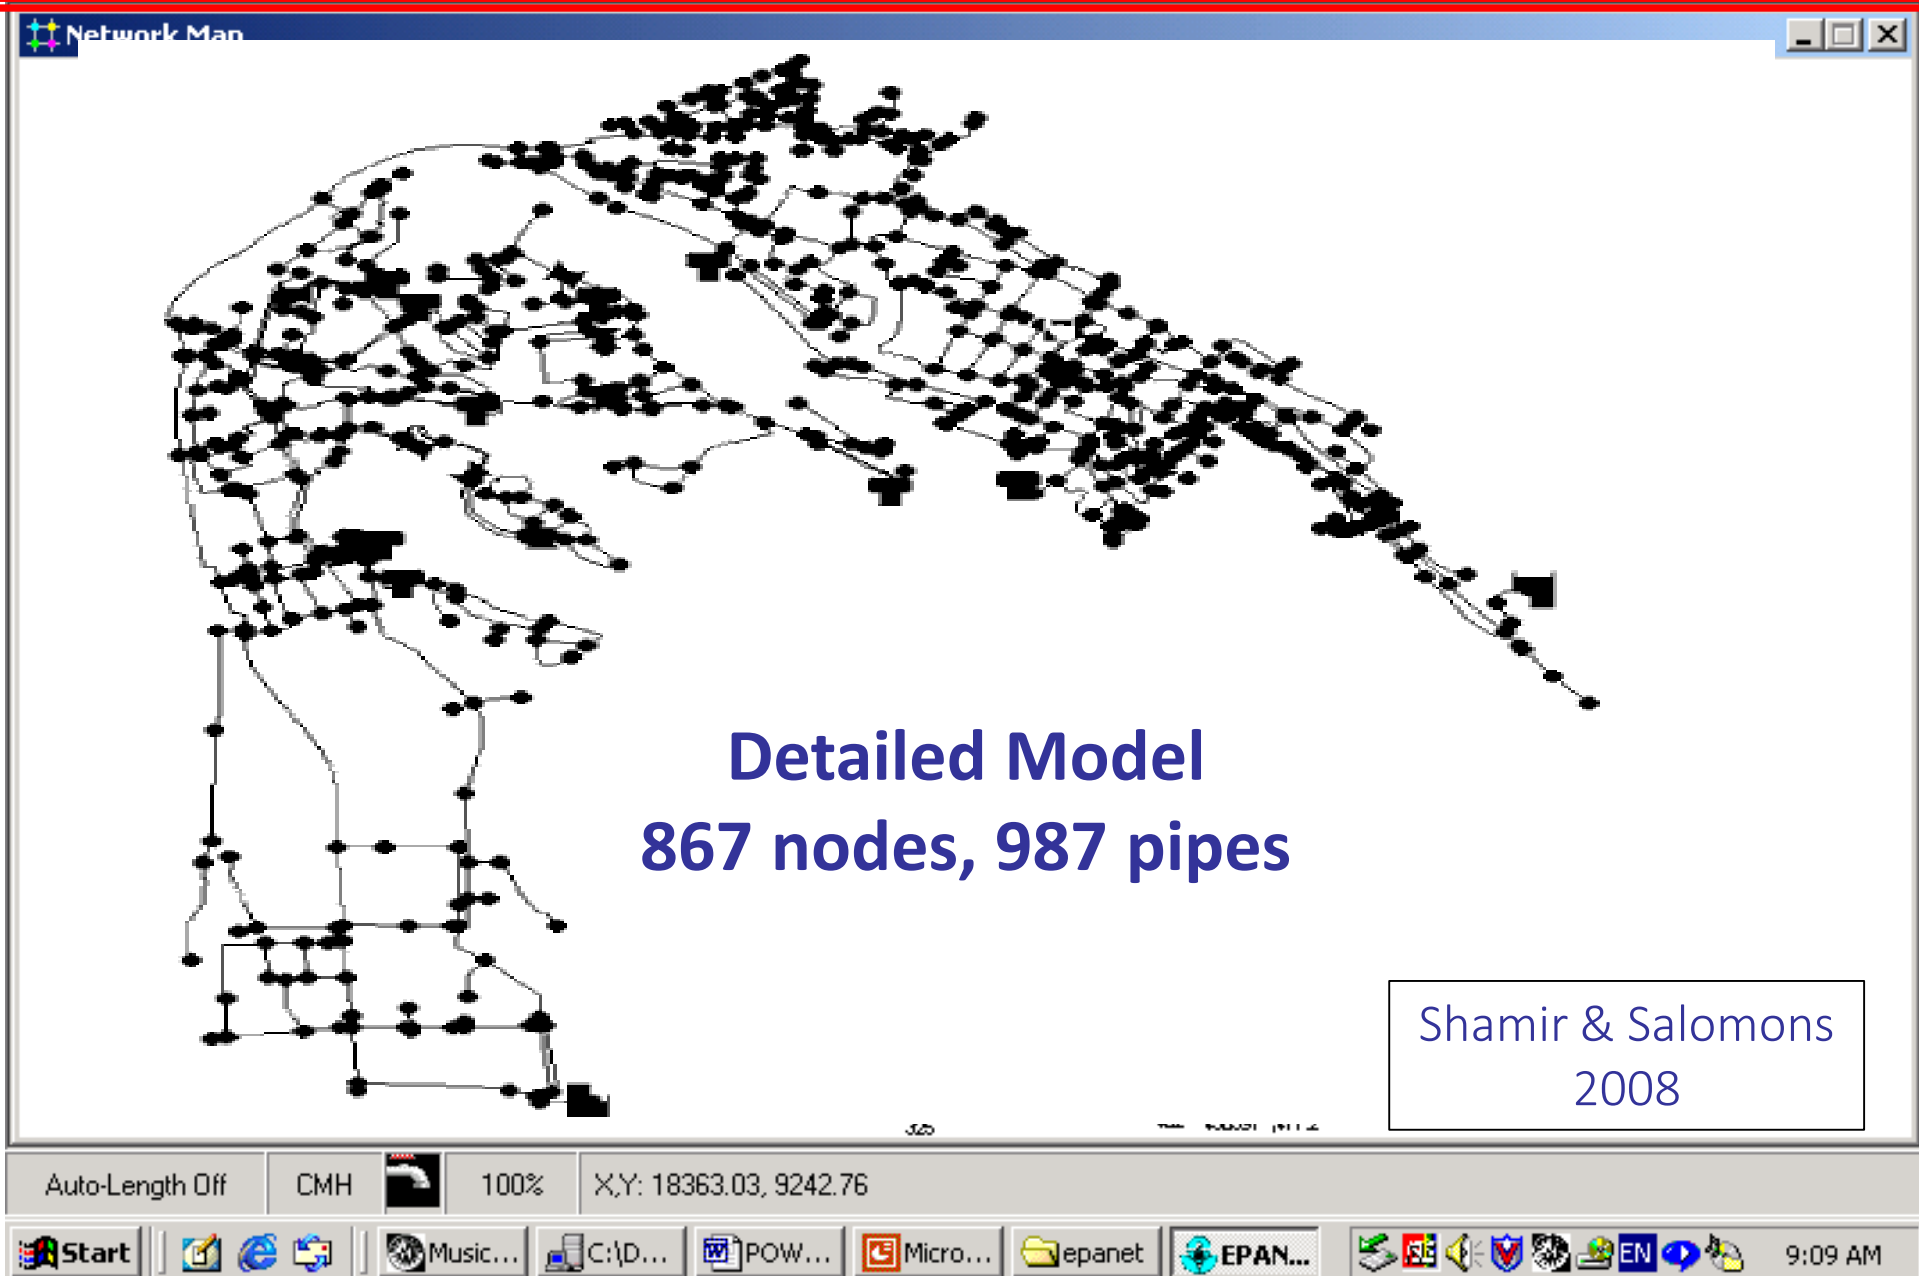 Network Map
Detailed Model
867 nodes, 987 pipes
Shamir & Salomons
2008
325
Auto-Length Off
CMH
100%
X,Y: 18363.03, 9242.76
Start
Music...
C:\D...
POW...
Micro...
epanet
EPAN...
EN
9:09 AM